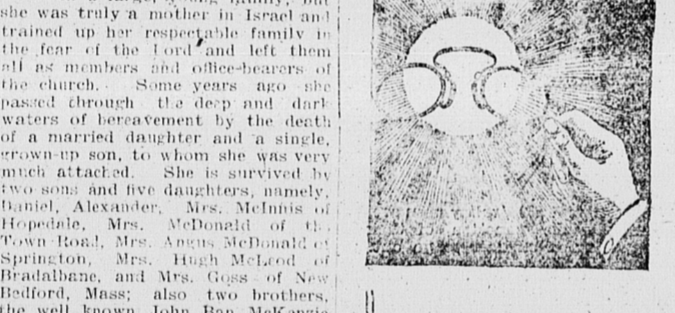 she was truly a mother in Israel and
trained up her respectable family in
the fear of the Lord and left them
all as members and office-bearers of
the church. Some years ago she
passed through the deep and dark
waters of bereavement by the death
of a married daughter and a single,
grown-up son, to whom she was very
much attached. She is survived by
two sons and five daughters, namely,
Daniel, Alexander, Mrs. McInnis of
Hopedale, Mrs. McDonald of the
Town Road, Mrs. Angus McDonald of
Springton, Mrs. Hugh McLeod of
Bradalbane, and Mrs. Goss of New
Bedford, Mass; also two brothers,
the well known John Ban McKenzie